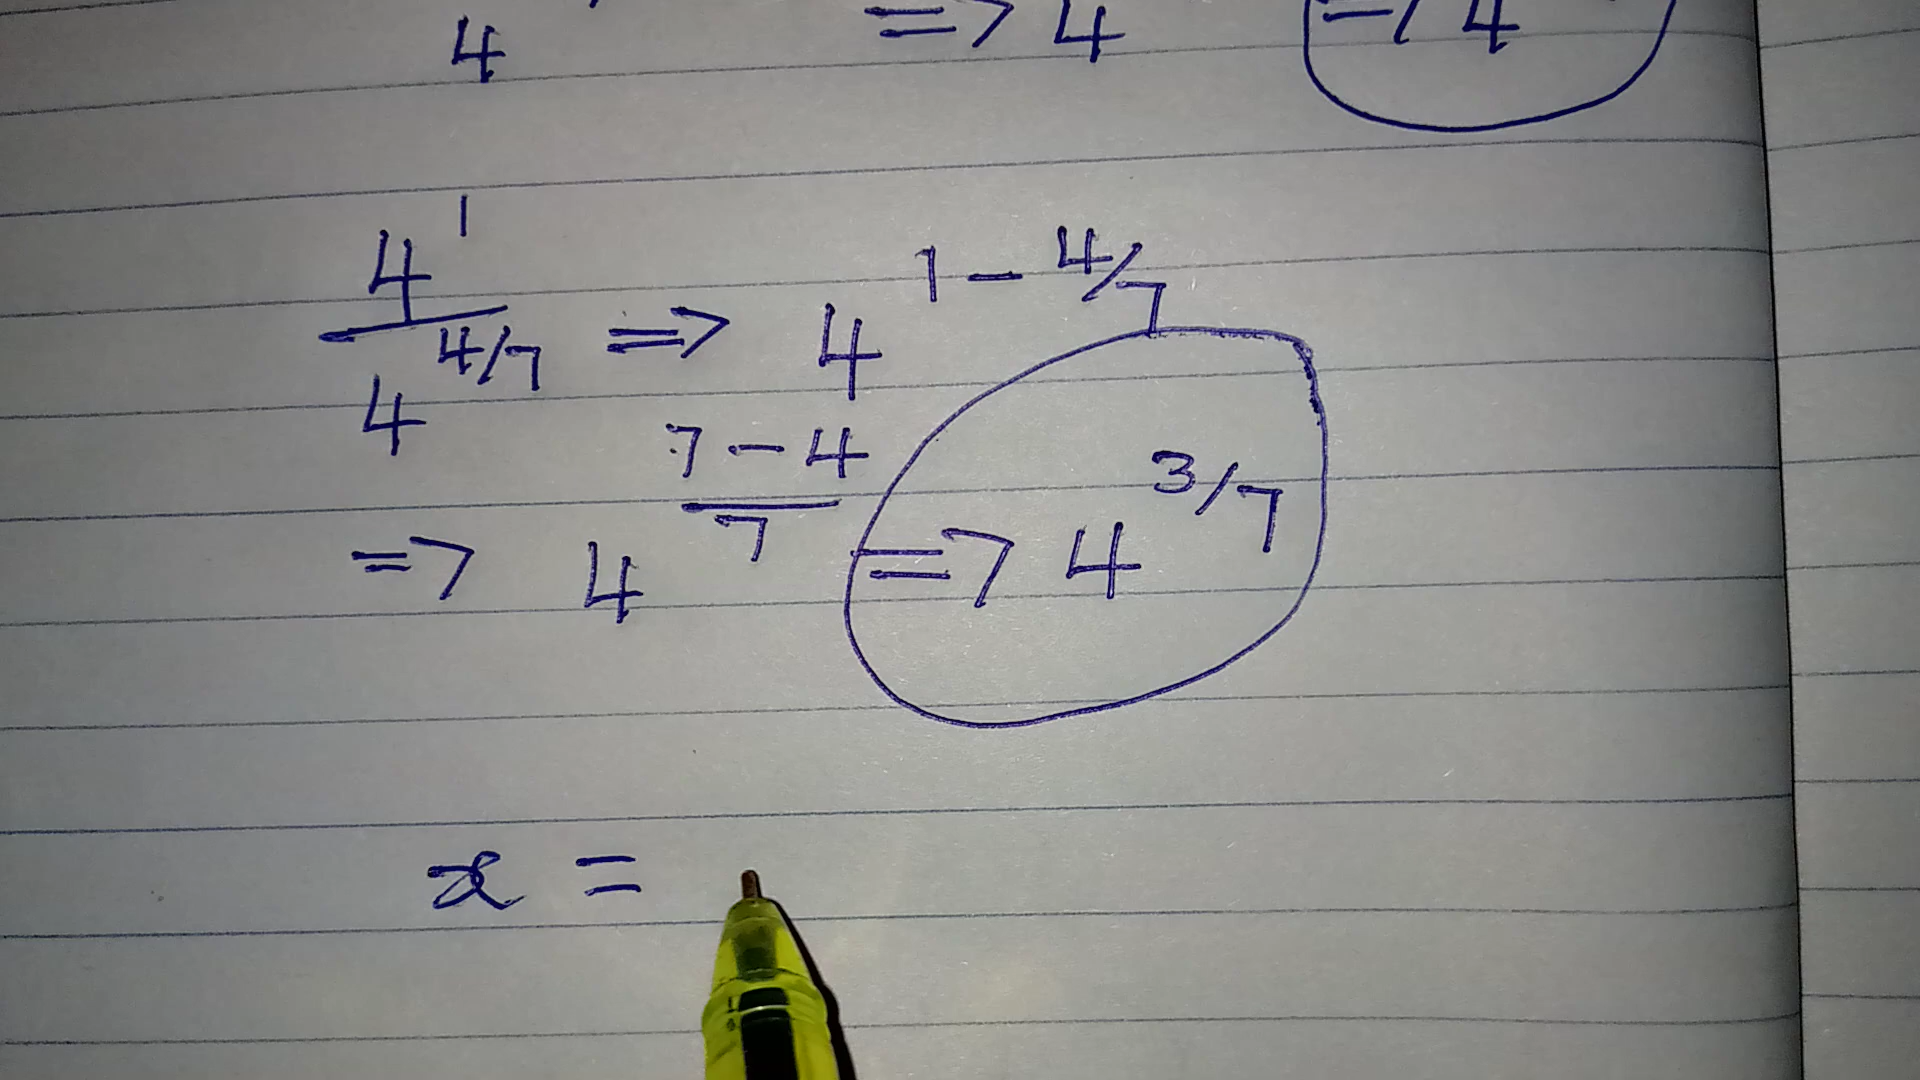 4 => 4 => 4
4^1 / 4^(4/7) => 4^(1 - 4/7)
=> 4^((7 - 4)/7) => 4^(3/7)
x =